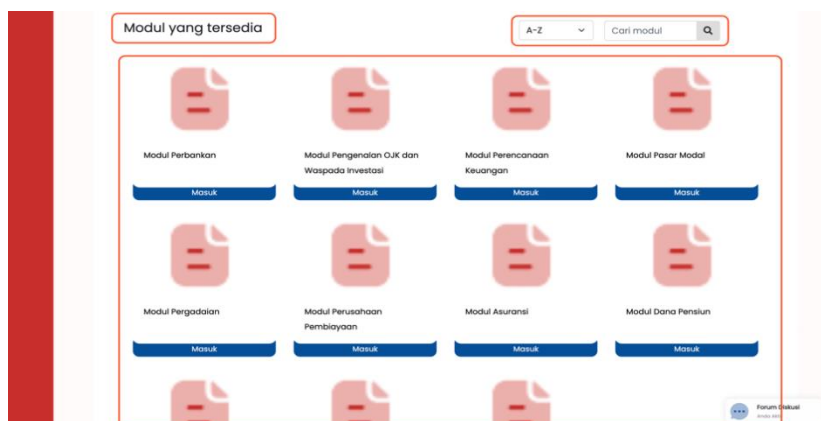 Modul yang tersedia
A-Z
Cari modul
Modul Perbankan
Modul Pengenalan OJK dan
Waspada Investasi
Modul Perencanaan
Keuangan
Modul Pasar Modal
Masuk
Masuk
Masuk
Masuk
Modul Pergadaian
Modul Perusahaan
Pembiayaan
Modul Asuransi
Modul Dana Pensiun
Masuk
Masuk
Masuk
Masuk
Forum Diskusi